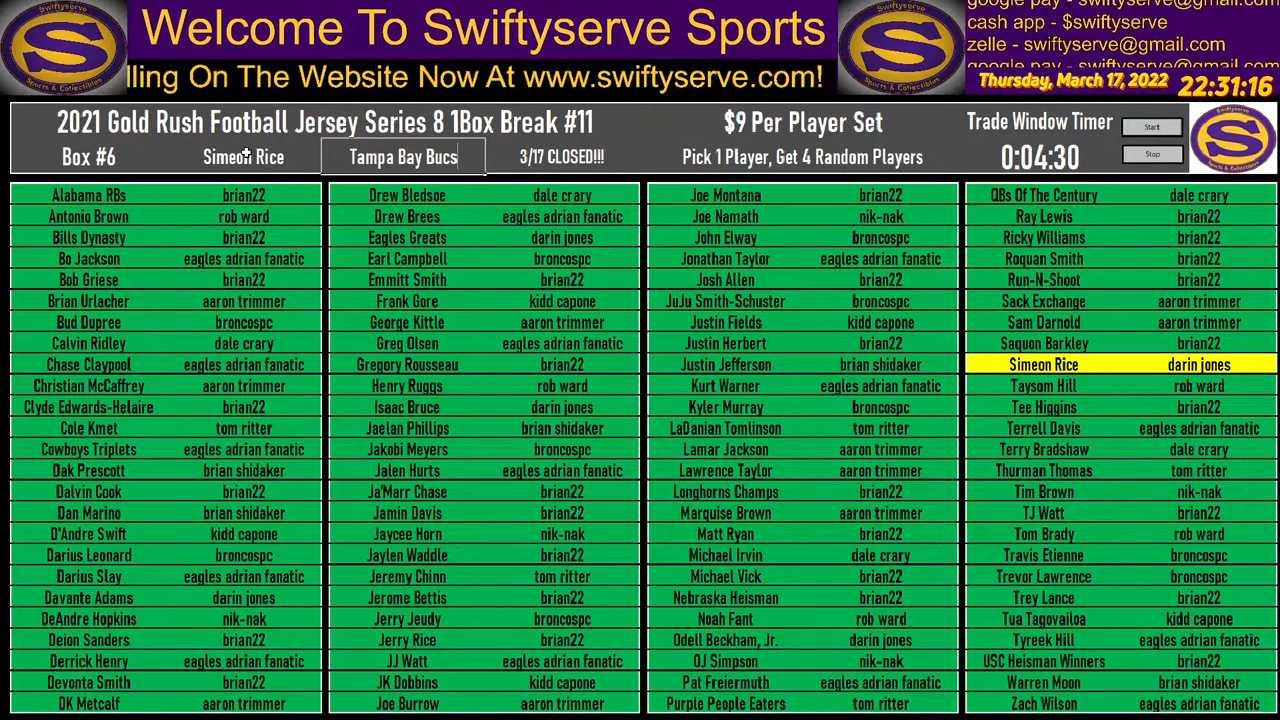 Welcome To Swiftyserve Sports
lling On The Website Now At www.swiftyserve.com!
google pay - swiftyserve@gmail.com
cash app - $swiftyserve
zelle - swiftyserve@gmail.com
google pay - swiftyserve@gmail.com
Thursday, March 17, 2022 22:31:16
S
Sports & Collectibles
S
Sports & Collectibles
2021 Gold Rush Football Jersey Series 8 1Box Break #11 $9 Per Player Set Trade Window Timer Start
Box #6 Simeon Rice Tampa Bay Bucs 3/17 CLOSED!!! Pick 1 Player, Get 4 Random Players 0:04:30 Stop
Swiftyserve
S
Sports & Collectibles
Alabama RBs brian22 Drew Bledsoe dale crary Joe Montana brian22 QBs Of The Century dale crary
Antonio Brown rob ward Drew Brees eagles adrian fanatic Joe Namath nik-nak Ray Lewis brian22
Bills Dynasty brian22 Eagles Greats darin jones John Elway broncospc Ricky Williams brian22
Bo Jackson eagles adrian fanatic Earl Campbell broncospc Jonathan Taylor eagles adrian fanatic Roquan Smith brian22
Bob Griese brian22 Emmitt Smith brian22 Josh Allen brian22 Run-N-Shoot brian22
Brian Urlacher aaron trimmer Frank Gore kidd capone JuJu Smith-Schuster broncospc Sack Exchange aaron trimmer
Bud Dupree broncospc George Kittle aaron trimmer Justin Fields kidd capone Sam Darnold aaron trimmer
Calvin Ridley dale crary Greg Olsen eagles adrian fanatic Justin Herbert brian22 Saquon Barkley brian22
Chase Claypool eagles adrian fanatic Gregory Rousseau brian22 Justin Jefferson brian shidaker Simeon Rice darin jones
Christian McCaffrey aaron trimmer Henry Ruggs rob ward Kurt Warner eagles adrian fanatic Taysom Hill rob ward
Clyde Edwards-Helaire brian22 Isaac Bruce darin jones Kyler Murray broncospc Tee Higgins brian22
Cole Kmet tom ritter Jaelan Phillips brian shidaker LaDanian Tomlinson tom ritter Terrell Davis eagles adrian fanatic
Cowboys Triplets eagles adrian fanatic Jakobi Meyers broncospc Lamar Jackson aaron trimmer Terry Bradshaw dale crary
Dak Prescott brian shidaker Jalen Hurts eagles adrian fanatic Lawrence Taylor aaron trimmer Thurman Thomas tom ritter
Dalvin Cook brian22 Ja'Marr Chase brian22 Longhorns Champs brian22 Tim Brown nik-nak
Dan Marino brian shidaker Jamin Davis brian22 Marquise Brown aaron trimmer TJ Watt brian22
D'Andre Swift kidd capone Jaycee Horn nik-nak Matt Ryan brian22 Tom Brady rob ward
Darius Leonard broncospc Jaylen Waddle brian22 Michael Irvin dale crary Travis Etienne broncospc
Darius Slay eagles adrian fanatic Jeremy Chinn tom ritter Michael Vick brian22 Trevor Lawrence broncospc
Davante Adams darin jones Jerome Bettis brian22 Nebraska Heisman brian22 Trey Lance brian22
DeAndre Hopkins nik-nak Jerry Jeudy broncospc Noah Fant rob ward Tua Tagovailoa kidd capone
Deion Sanders brian22 Jerry Rice brian22 Odell Beckham, Jr. darin jones Tyreek Hill eagles adrian fanatic
Derrick Henry eagles adrian fanatic JJ Watt eagles adrian fanatic OJ Simpson nik-nak USC Heisman Winners brian22
Devonta Smith brian22 JK Dobbins kidd capone Pat Freiermuth eagles adrian fanatic Warren Moon brian shidaker
DK Metcalf aaron trimmer Joe Burrow aaron trimmer Purple People Eaters tom ritter Zach Wilson eagles adrian fanatic